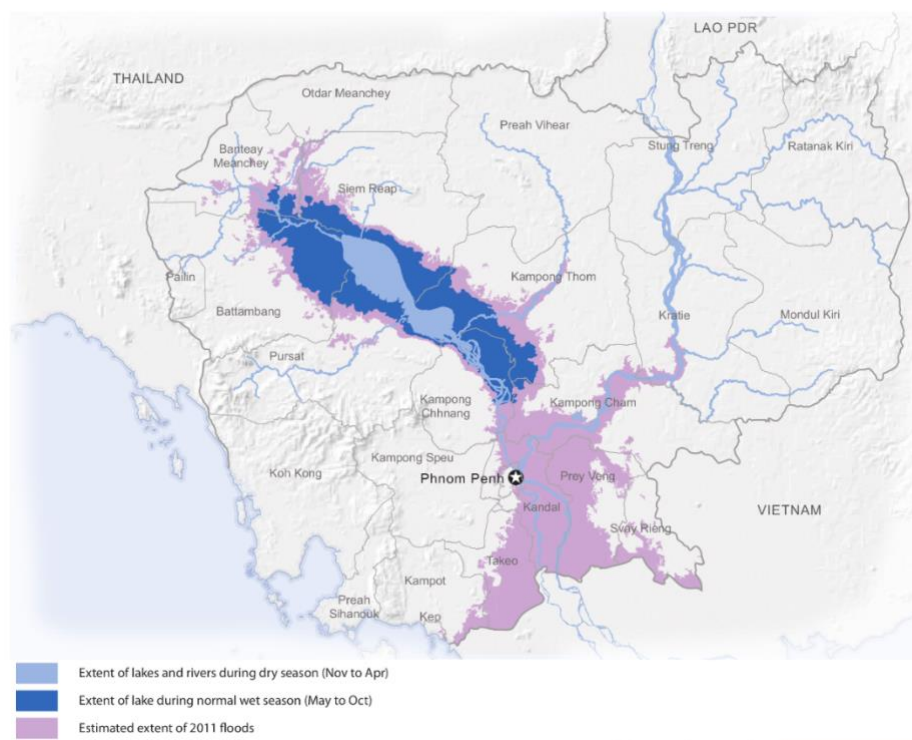 LAO PDR
THAILAND
Otdar Meanchey
Preah Vihear
Banteay
Meanchey
Stung Treng
Ratanak Kiri
Siem Reap
Pailin
Kampong Thom
Battambang
Kratie
Mondul Kiri
Pursat
Kampong
Chhnang
Kampong Cham
Kampong Speu
Koh Kong
Phnom Penh
Prey Veng
Kandal
VIETNAM
Svay Rieng
Takeo
Kampot
Preah
Sihanouk
Kep
Extent of lakes and rivers during dry season (Nov to Apr)
Extent of lake during normal wet season (May to Oct)
Estimated extent of 2011 floods